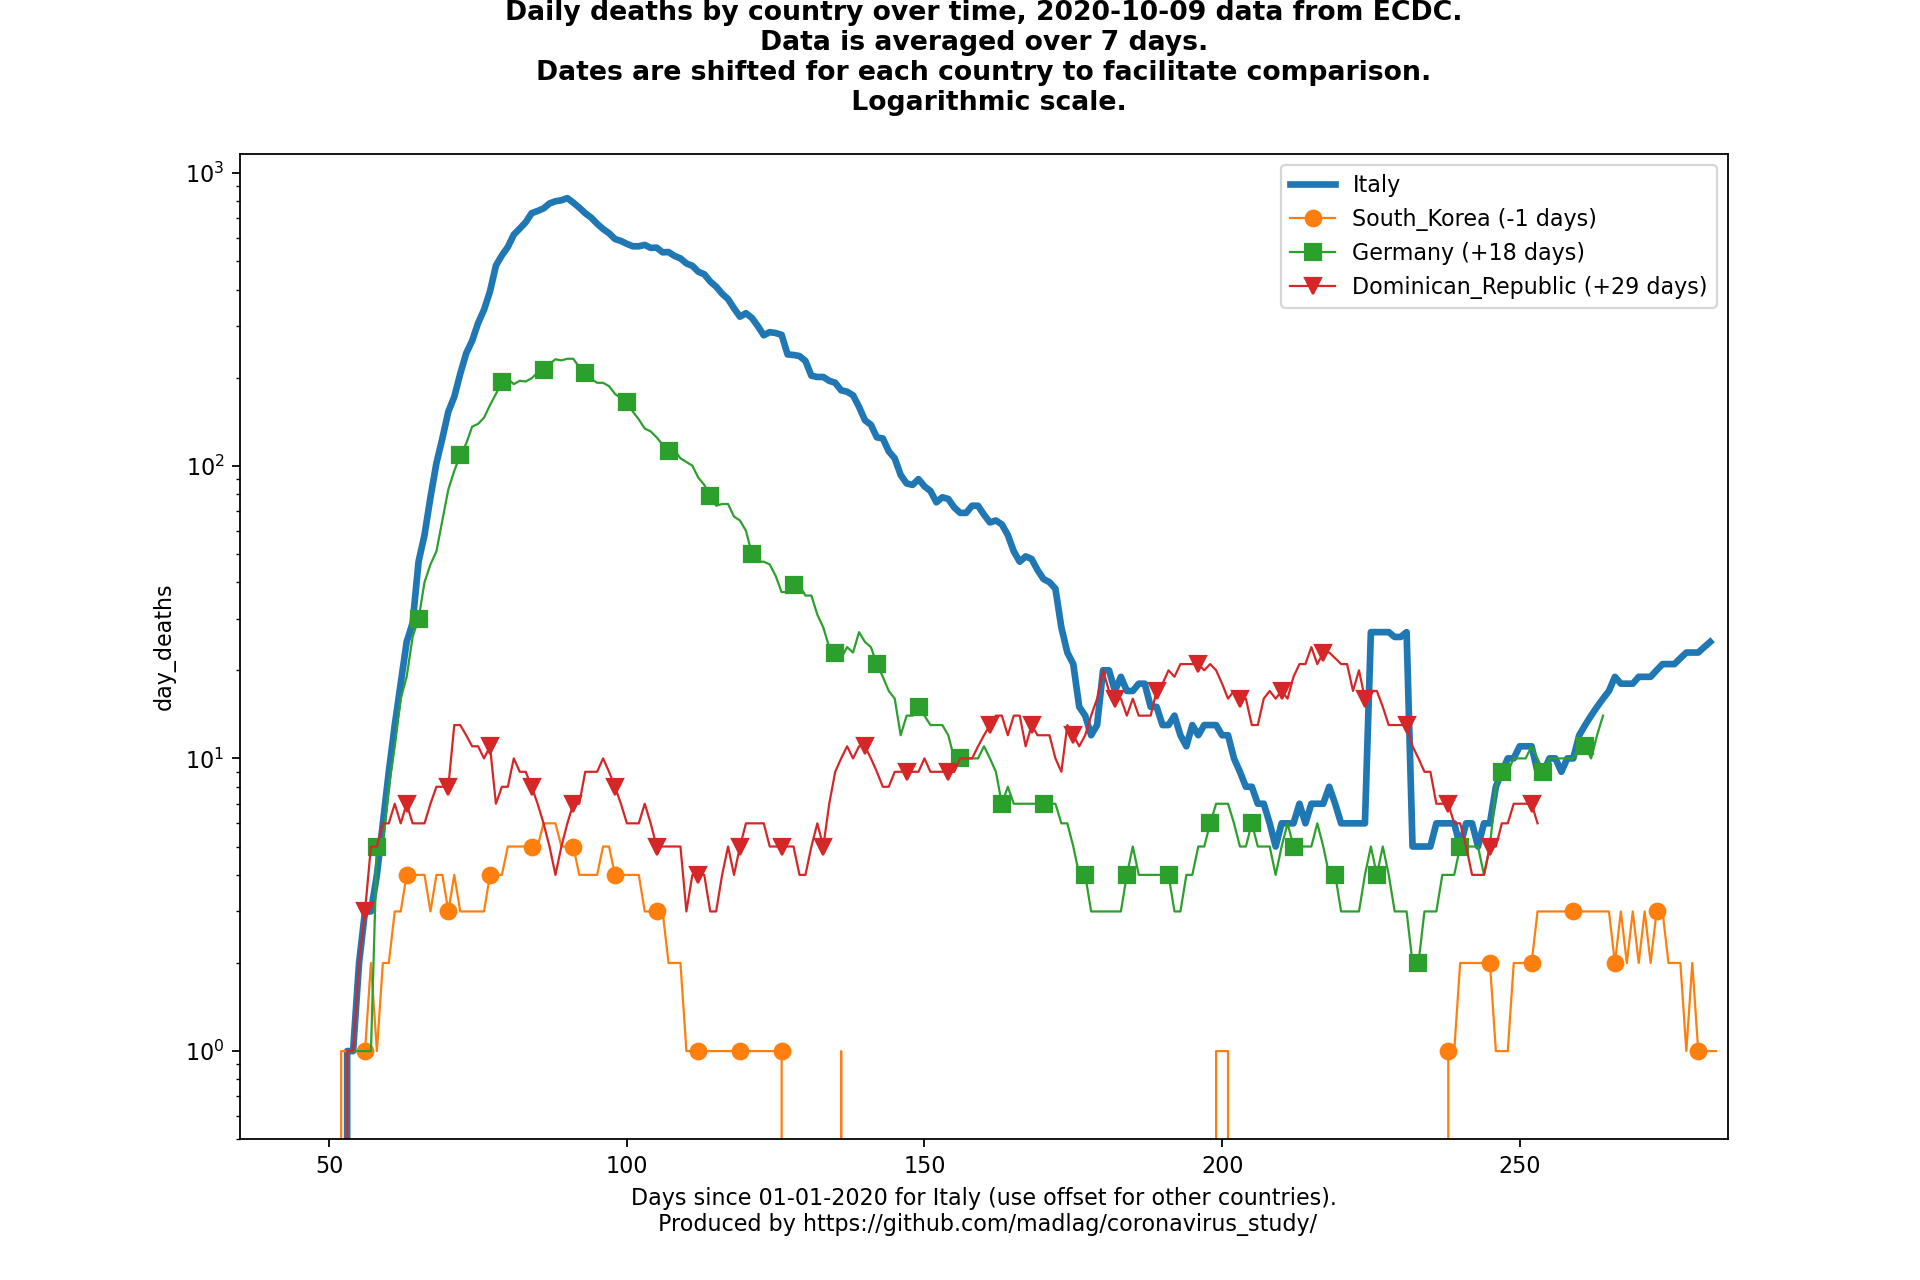 Daily deaths by country over time, 2020-10-09 data from ECDC.
Data is averaged over 7 days.
Dates are shifted for each country to facilitate comparison.
Logarithmic scale.
10³
10²
10¹
10⁰
day_deaths
Italy
South_Korea (-1 days)
Germany (+18 days)
Dominican_Republic (+29 days)
50 100 150 200 250
Days since 01-01-2020 for Italy (use offset for other countries).
Produced by https://github.com/madlag/coronavirus_study/